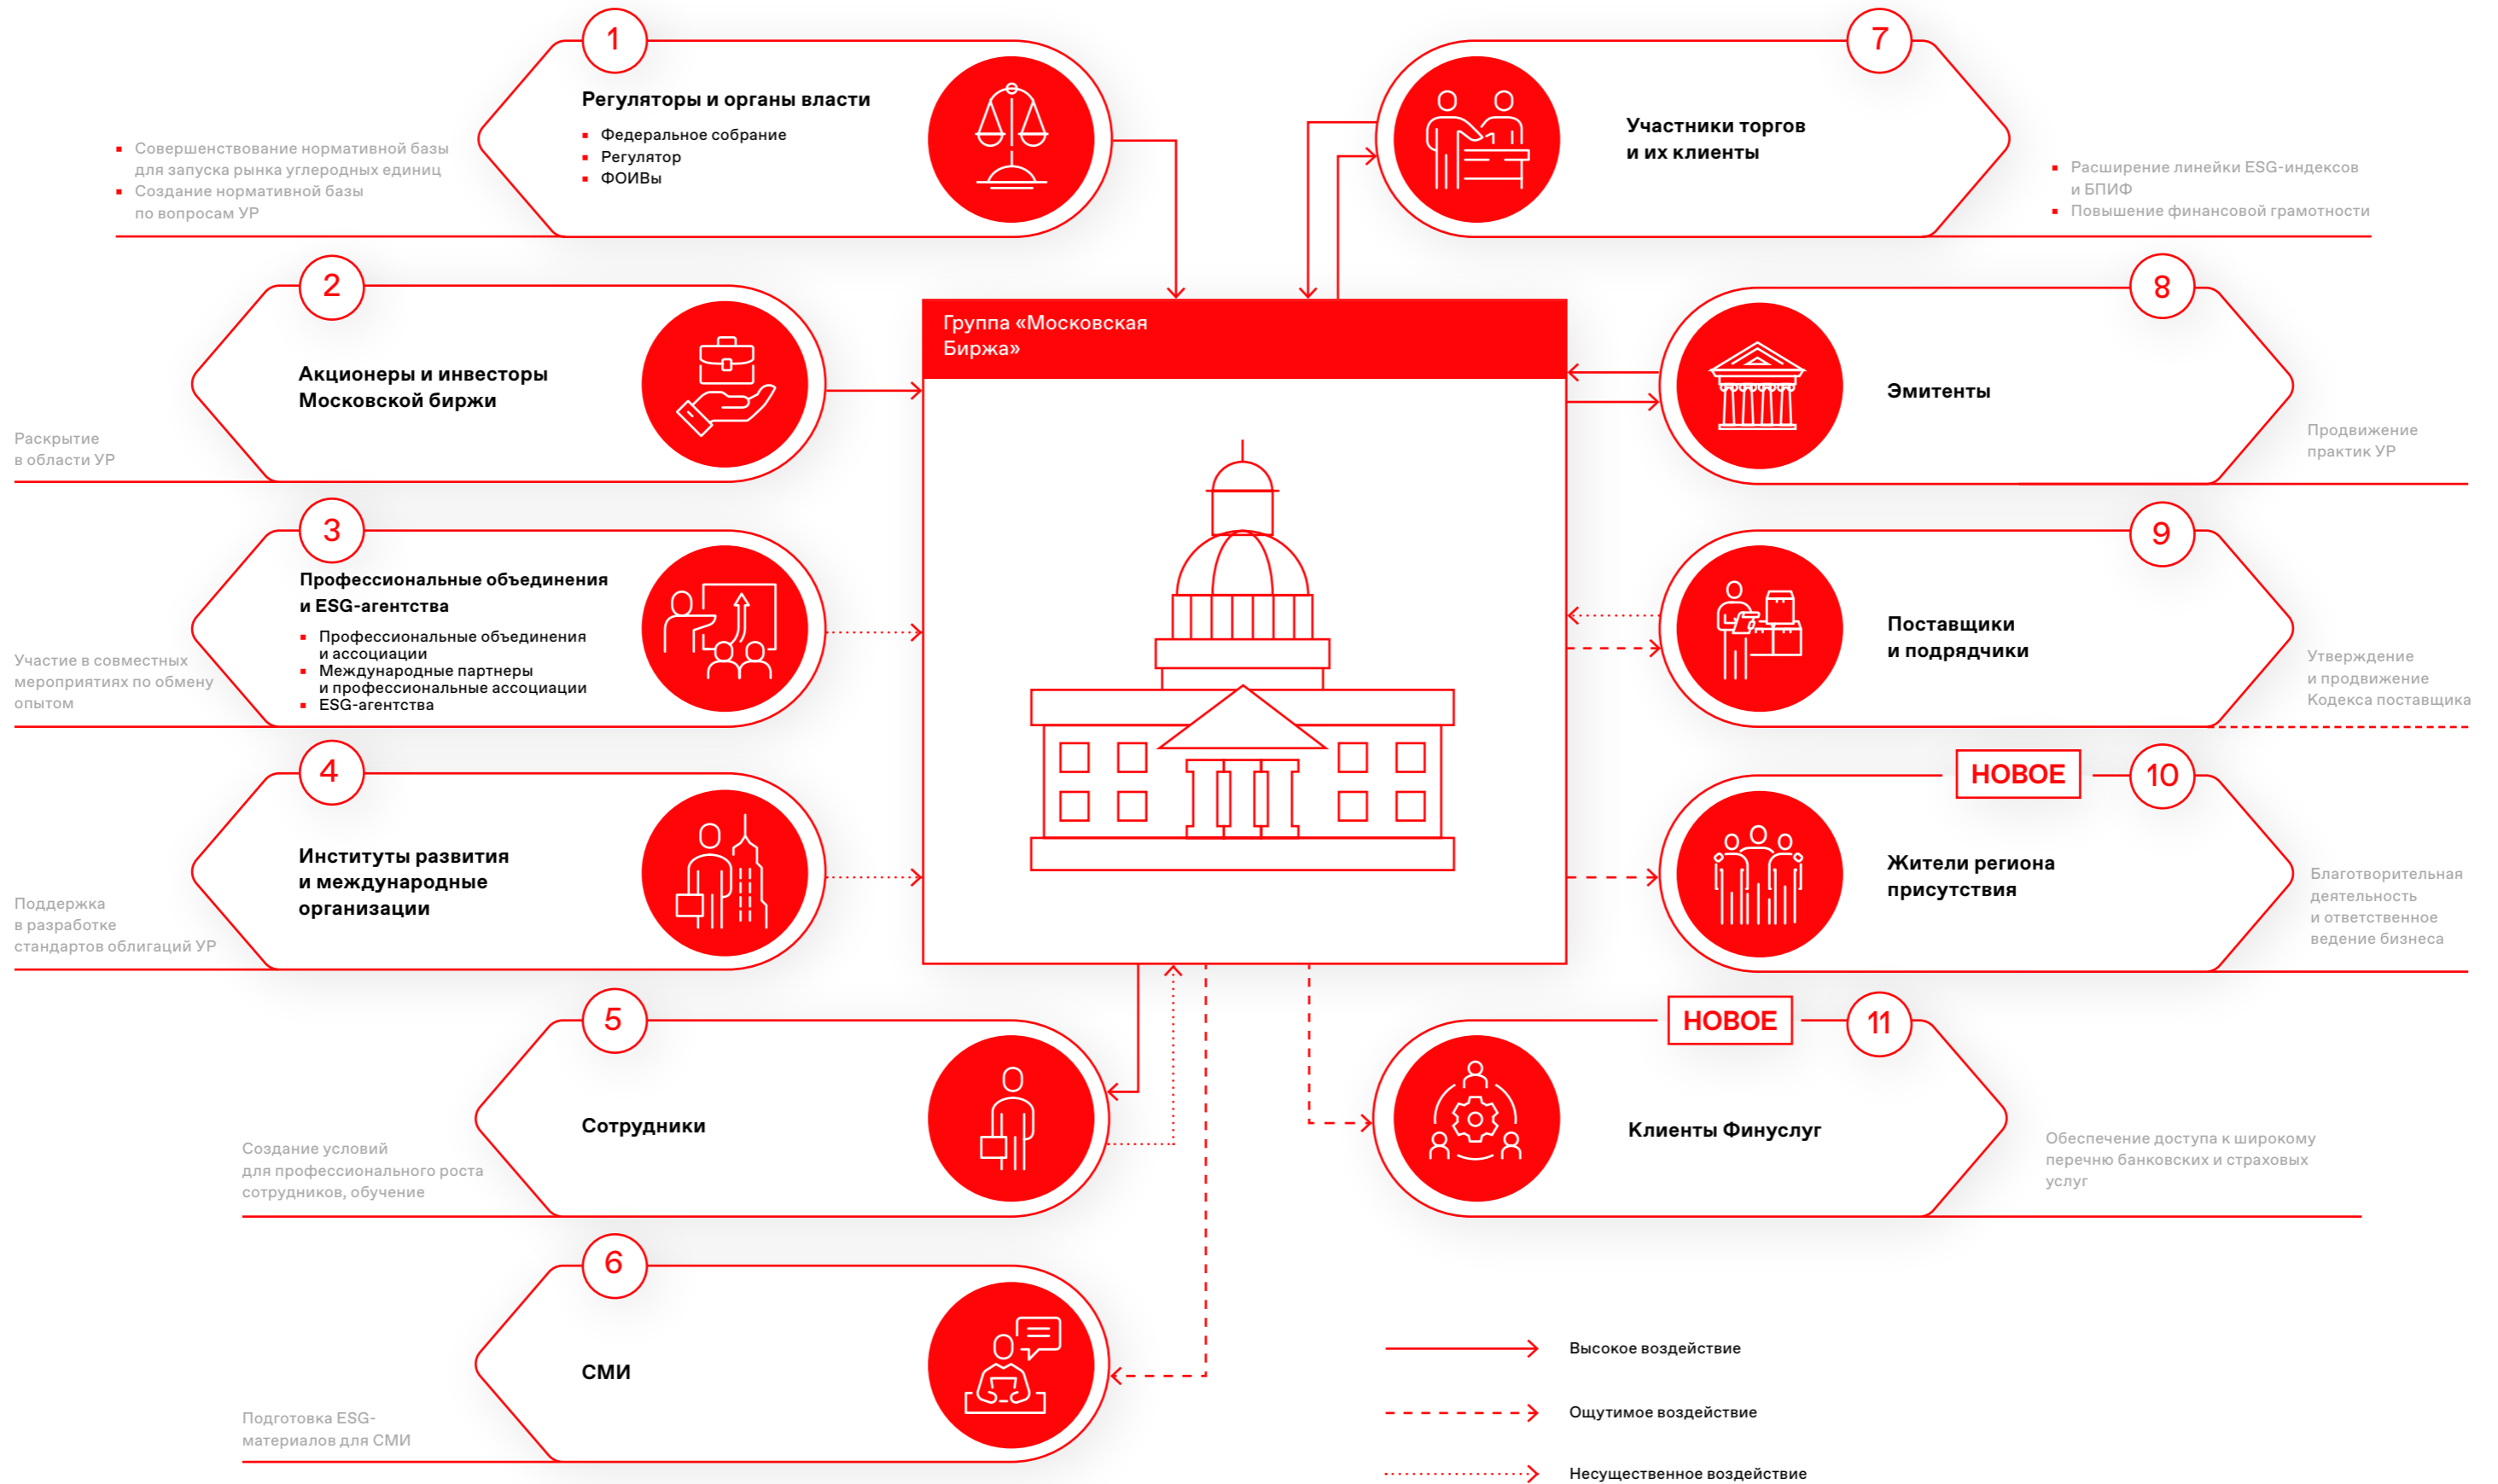 1
Регуляторы и органы власти
Федеральное собрание
Регулятор
ФОИВы
Совершенствование нормативной базы
для запуска рынка углеродных единиц
Создание нормативной базы
по вопросам УР
2
Акционеры и инвесторы
Московской биржи
Раскрытие
в области УР
3
Профессиональные объединения
и ESG-агентства
Профессиональные объединения
и ассоциации
Международные партнеры
и профессиональные ассоциации
ESG-агентства
Участие в совместных
мероприятиях по обмену
опытом
4
Институты развития
и международные
организации
Поддержка
в разработке
стандартов облигаций УР
5
Сотрудники
Создание условий
для профессионального роста
сотрудников, обучение
6
СМИ
Подготовка ESG-
материалов для СМИ
Группа «Московская
Биржа»
7
Участники торгов
и их клиенты
Расширение линейки ESG-индексов
и БПИФ
Повышение финансовой грамотности
8
Эмитенты
Продвижение
практик УР
9
Поставщики
и подрядчики
Утверждение
и продвижение
Кодекса поставщика
НОВОЕ
10
Жители региона
присутствия
Благотворительная
деятельность
и ответственное
ведение бизнеса
НОВОЕ
11
Клиенты Финуслуг
Обеспечение доступа к широкому
перечню банковских и страховых
услуг
Высокое воздействие
Ощутимое воздействие
Несущественное воздействие